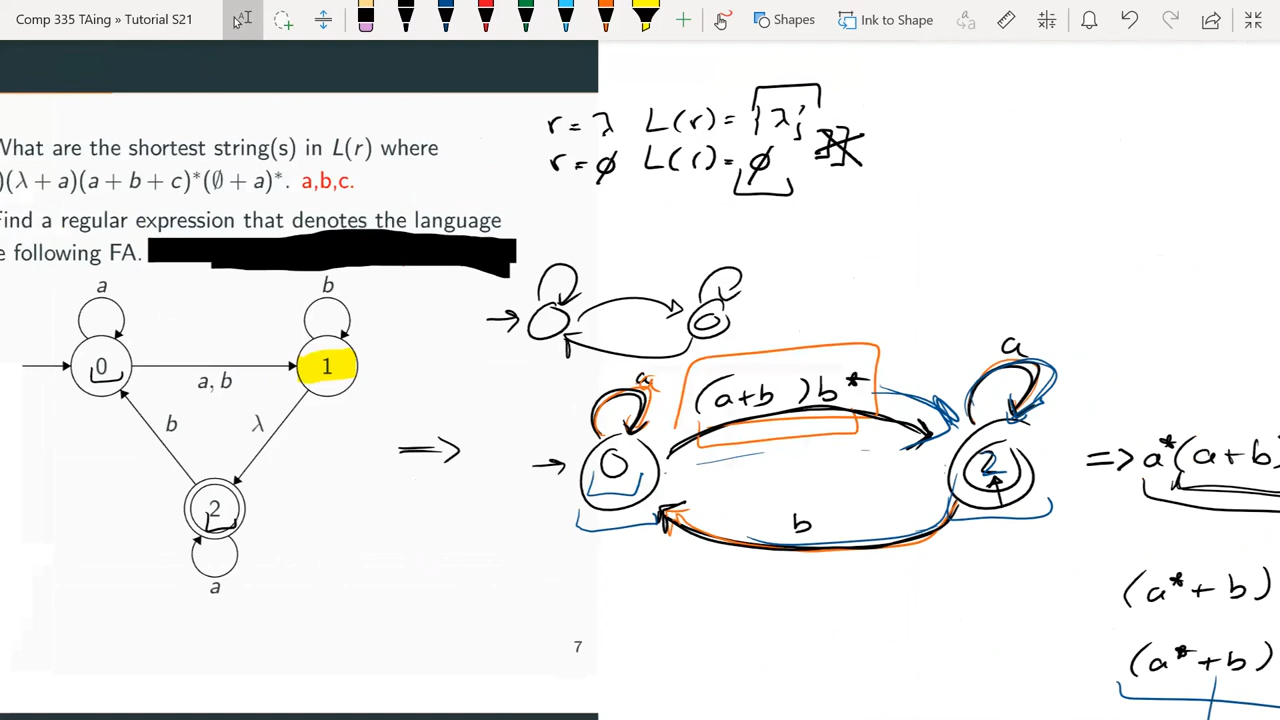 Comp 335 TAing » Tutorial S21
Shapes
Ink to Shape
What are the shortest string(s) in L(r) where
)(λ + a)(a + b + c)*(∅ + a)*. a,b,c.
Find a regular expression that denotes the language
e following FA.
a
b
0
1
a, b
b
λ
2
a
7
r = λ L(r) = {λ}
r = ∅ L(r) = ∅
a
(a+b)b*
a
0
2
b
=> a*(a+b)
(a*+b)
(a*+b)